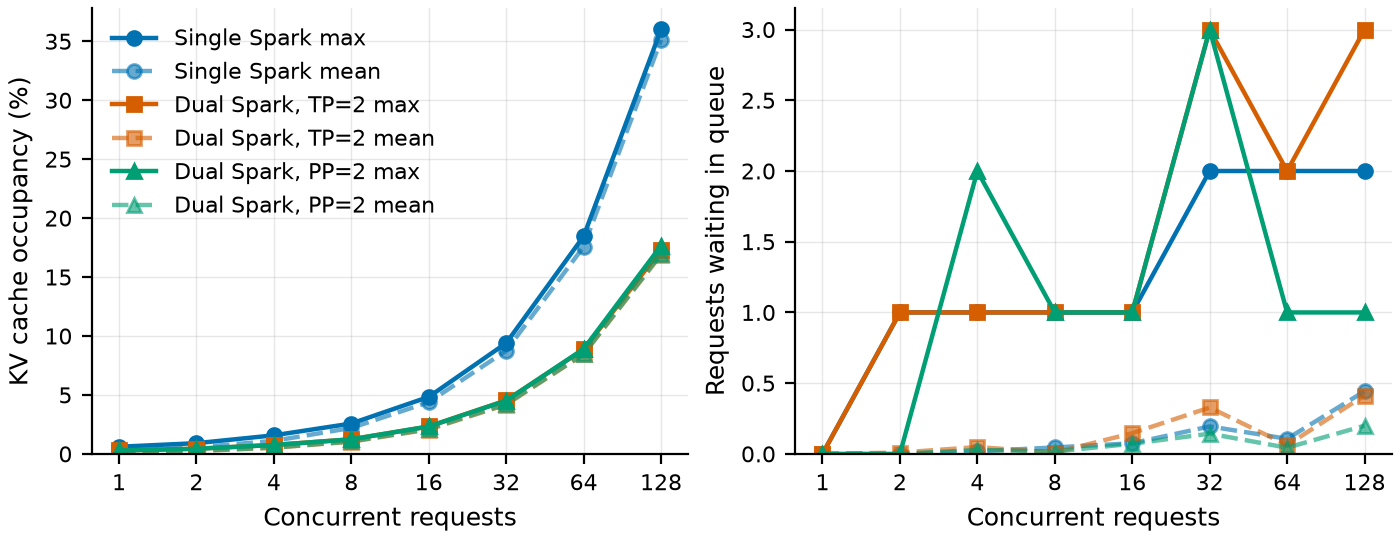 KV cache occupancy (%)
35
30
25
20
15
10
5
0
Single Spark max
Single Spark mean
Dual Spark, TP=2 max
Dual Spark, TP=2 mean
Dual Spark, PP=2 max
Dual Spark, PP=2 mean
1 2 4 8 16 32 64 128
Concurrent requests
Requests waiting in queue
3.0
2.5
2.0
1.5
1.0
0.5
0.0
1 2 4 8 16 32 64 128
Concurrent requests